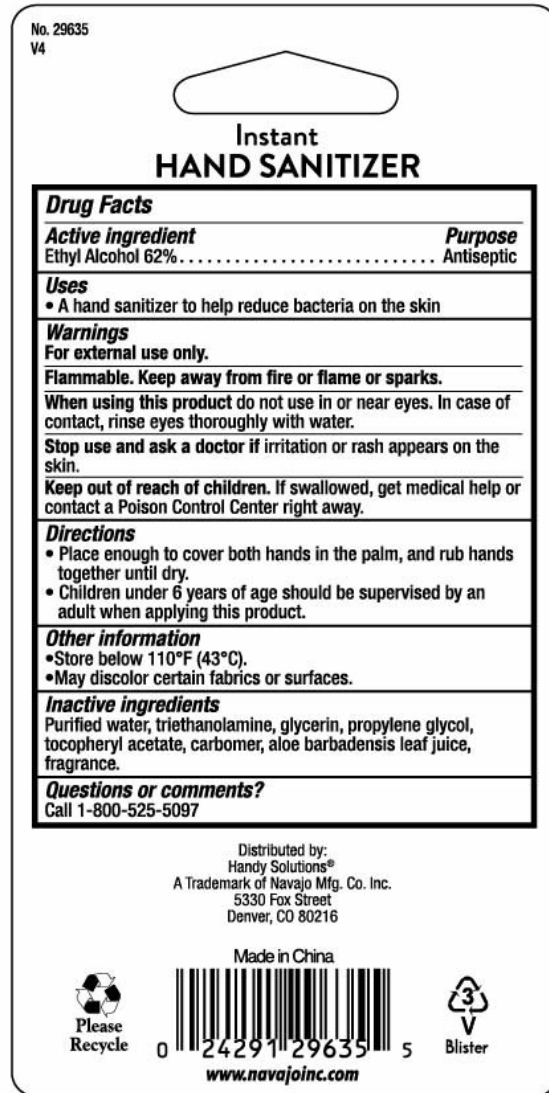 No. 29635
V4
Instant
HAND SANITIZER
Drug Facts
Active ingredient Purpose
Ethyl Alcohol 62%............................ Antiseptic
Uses
• A hand sanitizer to help reduce bacteria on the skin
Warnings
For external use only.
Flammable. Keep away from fire or flame or sparks.
When using this product do not use in or near eyes. In case of
contact, rinse eyes thoroughly with water.
Stop use and ask a doctor if irritation or rash appears on the
skin.
Keep out of reach of children. If swallowed, get medical help or
contact a Poison Control Center right away.
Directions
• Place enough to cover both hands in the palm, and rub hands
together until dry.
• Children under 6 years of age should be supervised by an
adult when applying this product.
Other information
•Store below 110°F (43°C).
•May discolor certain fabrics or surfaces.
Inactive ingredients
Purified water, triethanolamine, glycerin, propylene glycol,
tocopheryl acetate, carbomer, aloe barbadensis leaf juice,
fragrance.
Questions or comments?
Call 1-800-525-5097
Distributed by:
Handy Solutions®
A Trademark of Navajo Mfg. Co. Inc.
5330 Fox Street
Denver, CO 80216
Made in China
Please
Recycle
0 24291 29635 5
3
V
Blister
www.navajoinc.com